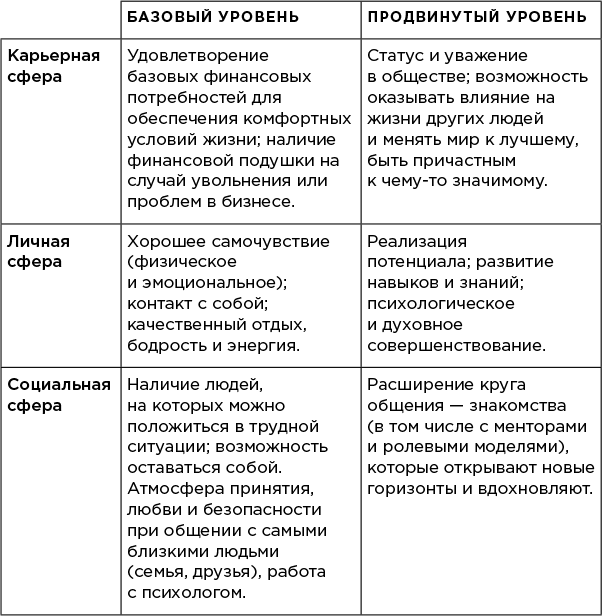 БАЗОВЫЙ УРОВЕНЬ
ПРОДВИНУТЫЙ УРОВЕНЬ
Карьерная
сфера
Удовлетворение
базовых финансовых
потребностей для
обеспечения комфортных
условий жизни; наличие
финансовой подушки на
случай увольнения или
проблем в бизнесе.
Статус и уважение
в обществе; возможность
оказывать влияние на
жизни других людей
и менять мир к лучшему,
быть причастным
к чему-то значимому.
Личная
сфера
Хорошее самочувствие
(физическое
и эмоциональное);
контакт с собой;
качественный отдых,
бодрость и энергия.
Реализация
потенциала; развитие
навыков и знаний;
психологическое
и духовное
совершенствование.
Социальная
сфера
Наличие людей,
на которых можно
положиться в трудной
ситуации; возможность
оставаться собой.
Атмосфера принятия,
любви и безопасности
при общении с самыми
близкими людьми
(семья, друзья), работа
с психологом.
Расширение круга
общения — знакомства
(в том числе с менторами
и ролевыми моделями),
которые открывают новые
горизонты и вдохновляют.